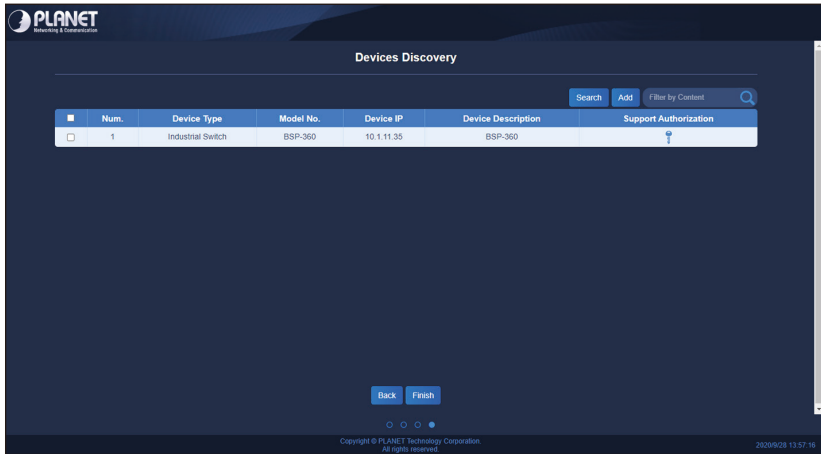 PLANET
Networking & Communication
Devices Discovery
Search Add Filter by Content
Num. Device Type Model No. Device IP Device Description Support Authorization
1 Industrial Switch BSP-360 10.1.11.35 BSP-360
Back Finish
Copyright © PLANET Technology Corporation.
All rights reserved.
2020/9/28 13:57:16